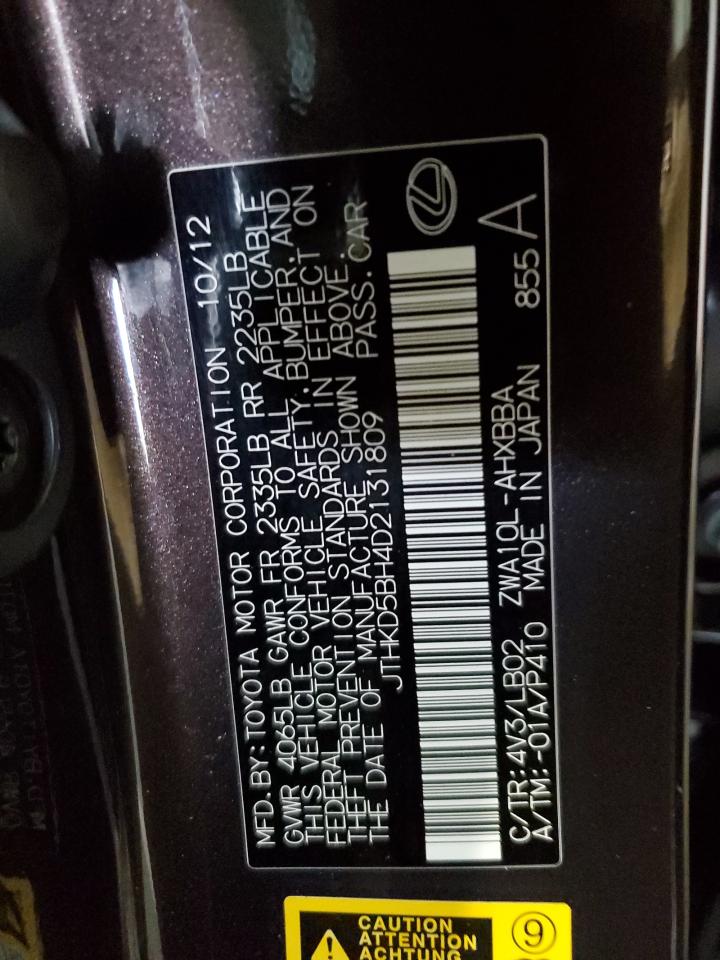 MFD. BY: TOYOTA MOTOR CORPORATION 10/12
GVWR 4065LB GAWR FR 2335LB RR 2235LB
THIS VEHICLE CONFORMS TO ALL APPLICABLE
FEDERAL MOTOR VEHICLE SAFETY, BUMPER, AND
THEFT PREVENTION STANDARDS IN EFFECT ON
THE DATE OF MANUFACTURE SHOWN ABOVE.
JTHKD5BH4D2131809 PASS. CAR
C/TR: 4V3/LB02 ZWA10L-AHXBBA
A/TM: -01A/P410 MADE IN JAPAN 855 A
CAUTION
ATTENTION
ACHTUNG
9